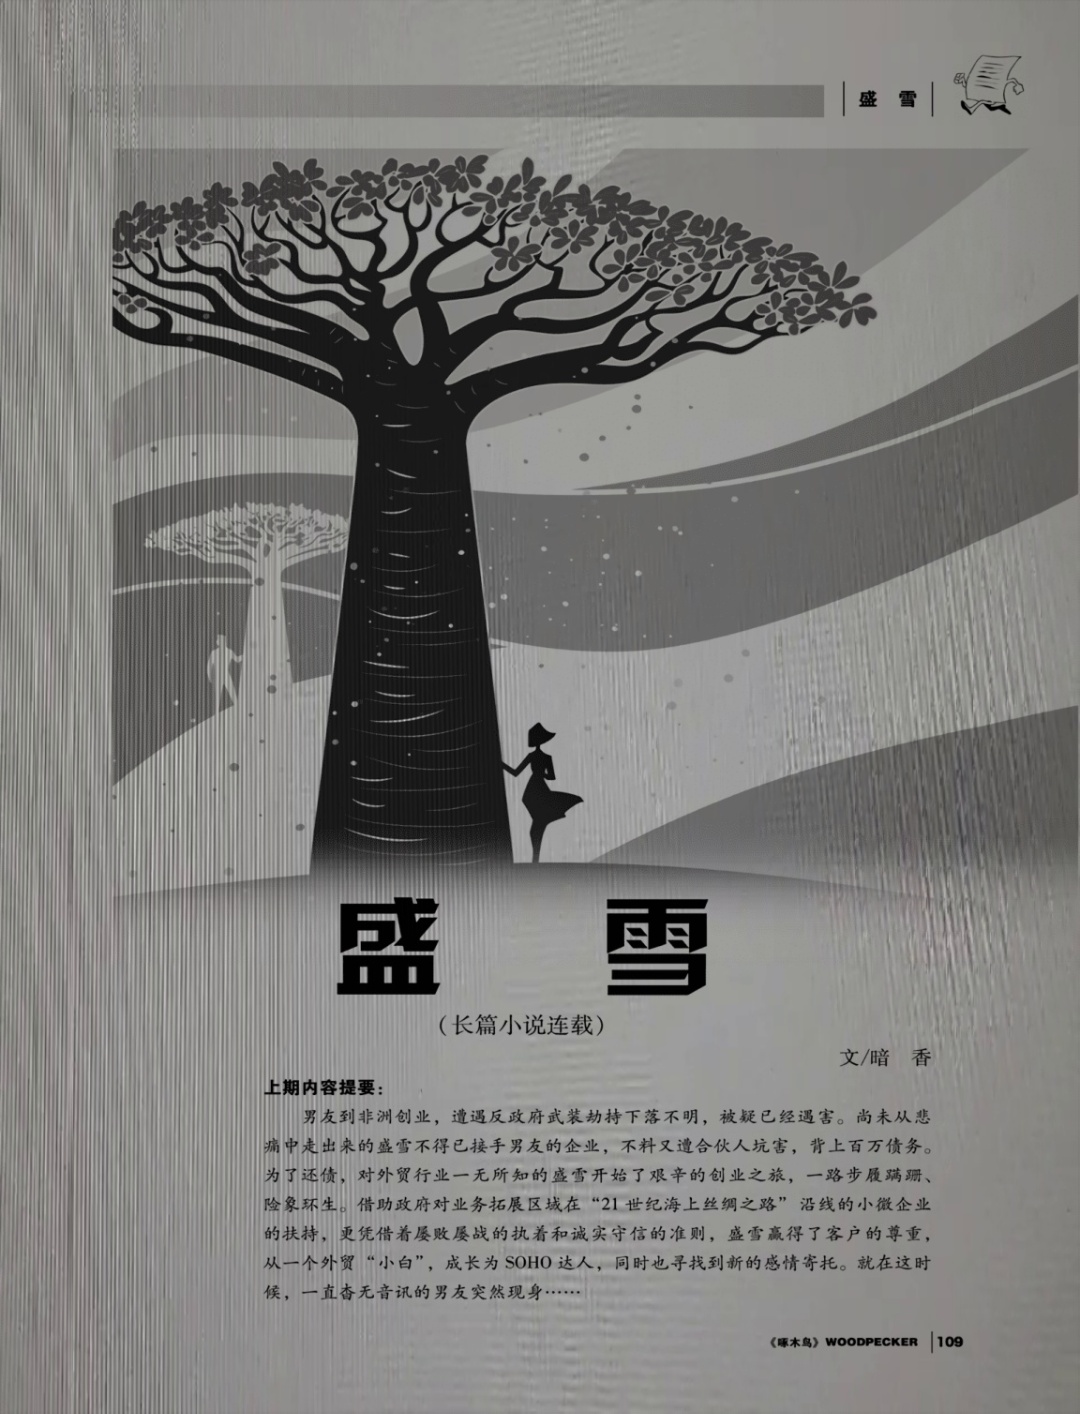 盛 雪
盛 雪
（长篇小说连载）
文/暗 香
上期内容提要：
男友到非洲创业，遭遇反政府武装劫持下落不明，被疑已经遇害。尚未从悲
痛中走出来的盛雪不得已接手男友的企业，不料又遭合伙人坑害，背上百万债务。
为了还债，对外贸行业一无所知的盛雪开始了艰辛的创业之旅，一路步履蹒跚、
险象环生。借助政府对业务拓展区域在“21世纪海上丝绸之路”沿线的小微企业
的扶持，更凭借着屡败屡战的执着和诚实守信的准则，盛雪赢得了客户的尊重，
从一个外贸“小白”，成长为SOHO达人，同时也寻找到新的感情寄托。就在这时
候，一直杳无音讯的男友突然现身……
《啄木鸟》WOODPECKER 109